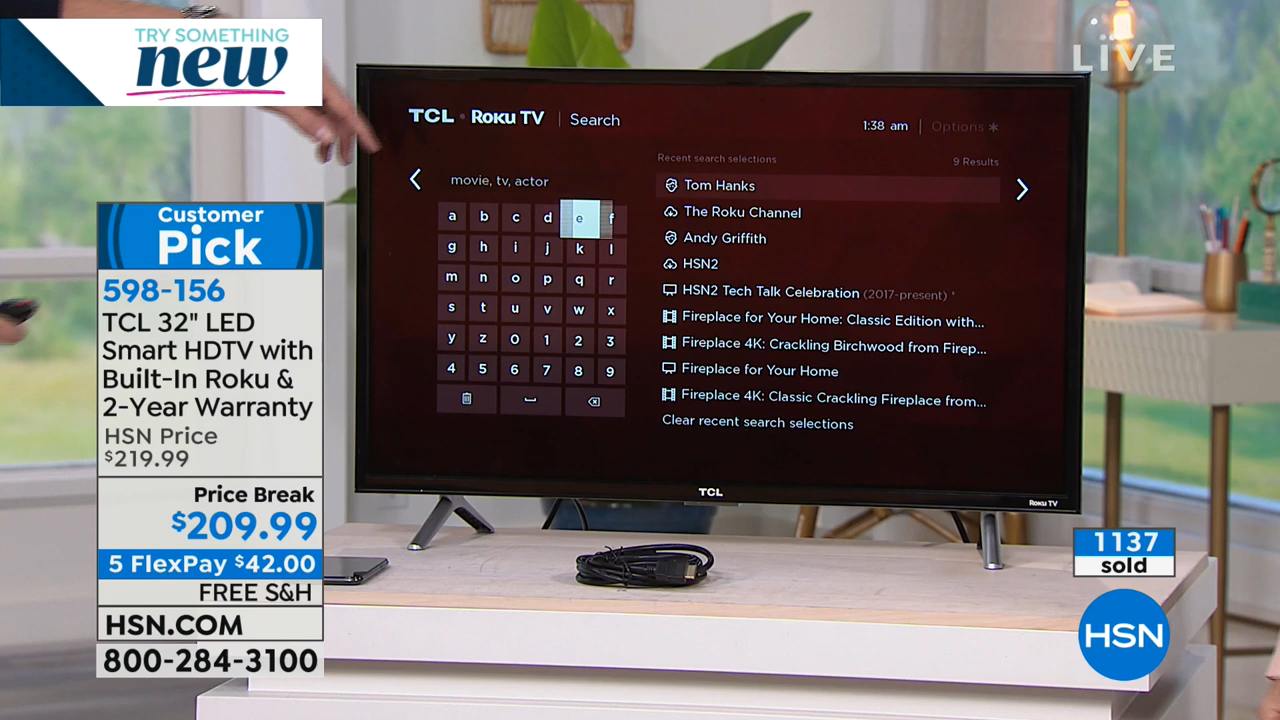 TRY SOMETHING
new
LIVE
Customer
Pick
598-156
TCL 32" LED
Smart HDTV with
Built-In Roku &
2-Year Warranty
HSN Price
$219.99
Price Break
$209.99
5 FlexPay $42.00
FREE S&H
HSN.COM
800-284-3100
TCL • ROKU TV | Search
1:38 am | Options *
movie, tv, actor
a b c d e f
g h i j k l
m n o p q r
s t u v w x
y z 0 1 2 3
4 5 6 7 8 9
Recent search selections
9 Results
Tom Hanks
The Roku Channel
Andy Griffith
HSN2
HSN2 Tech Talk Celebration (2017-present) *
Fireplace for Your Home: Classic Edition with...
Fireplace 4K: Crackling Birchwood from Firep...
Fireplace for Your Home
Fireplace 4K: Classic Crackling Fireplace from...
Clear recent search selections
TCL
ROKU TV
1137
sold
HSN